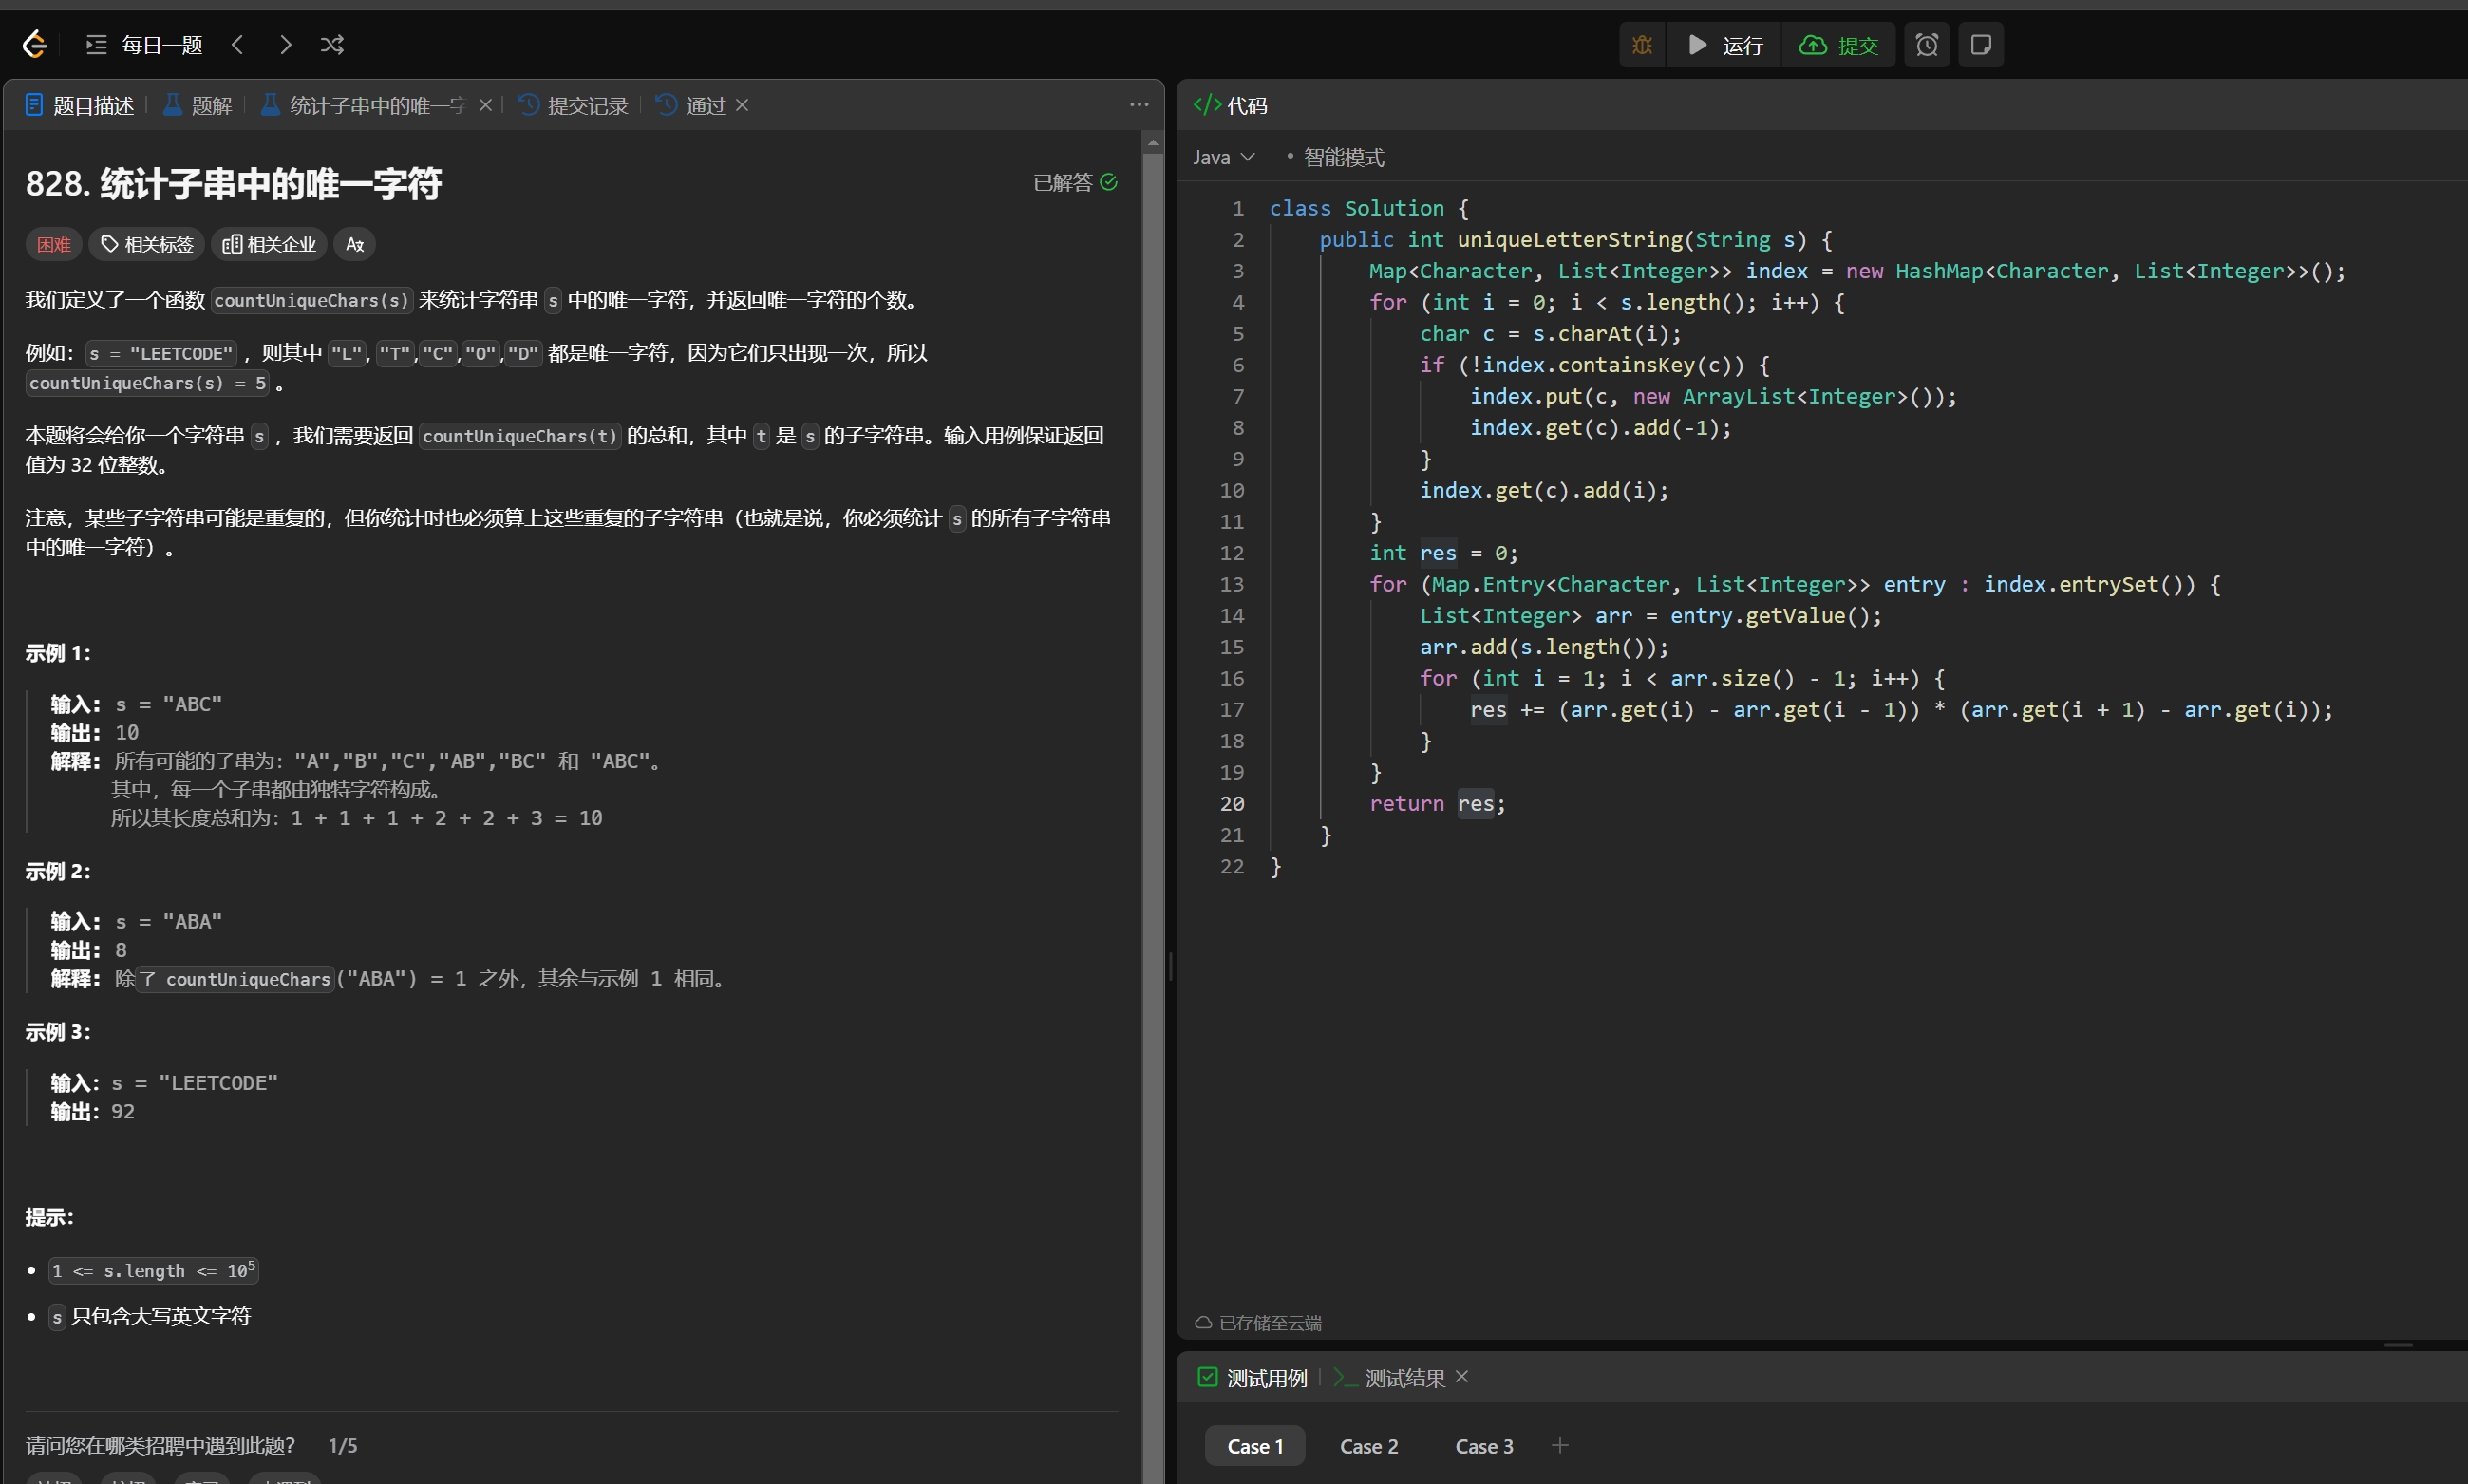 每日一题
运行
提交
题目描述
题解
统计子串中的唯一字
提交记录
通过
828. 统计子串中的唯一字符
已解答
困难
相关标签
相关企业
我们定义了一个函数 countUniqueChars(s) 来统计字符串 s 中的唯一字符，并返回唯一字符的个数。
例如：s = "LEETCODE" ，则其中 "L", "T","C","O","D" 都是唯一字符，因为它们只出现一次，所以
countUniqueChars(s) = 5 。
本题将会给你一个字符串 s ，我们需要返回 countUniqueChars(t) 的总和，其中 t 是 s 的子字符串。输入用例保证返回
值为 32 位整数。
注意，某些子字符串可能是重复的，但你统计时也必须算上这些重复的子字符串（也就是说，你必须统计 s 的所有子字符串
中的唯一字符）。
示例 1：
输入: s = "ABC"
输出: 10
解释: 所有可能的子串为："A","B","C","AB","BC" 和 "ABC"。
其中，每一个子串都由独特字符构成。
所以其长度总和为：1 + 1 + 1 + 2 + 2 + 3 = 10
示例 2：
输入: s = "ABA"
输出: 8
解释: 除了 countUniqueChars("ABA") = 1 之外，其余与示例 1 相同。
示例 3：
输入：s = "LEETCODE"
输出：92
提示：
1 <= s.length <= 10⁵
s 只包含大写英文字符
请问您在哪类招聘中遇到此题？ 1/5
代码
Java
智能模式
1 class Solution {
2 public int uniqueLetterString(String s) {
3 Map<Character, List<Integer>> index = new HashMap<Character, List<Integer>>();
4 for (int i = 0; i < s.length(); i++) {
5 char c = s.charAt(i);
6 if (!index.containsKey(c)) {
7 index.put(c, new ArrayList<Integer>());
8 index.get(c).add(-1);
9 }
10 index.get(c).add(i);
11 }
12 int res = 0;
13 for (Map.Entry<Character, List<Integer>> entry : index.entrySet()) {
14 List<Integer> arr = entry.getValue();
15 arr.add(s.length());
16 for (int i = 1; i < arr.size() - 1; i++) {
17 res += (arr.get(i) - arr.get(i - 1)) * (arr.get(i + 1) - arr.get(i));
18 }
19 }
20 return res;
21 }
22 }
已存储至云端
测试用例
测试结果
Case 1
Case 2
Case 3